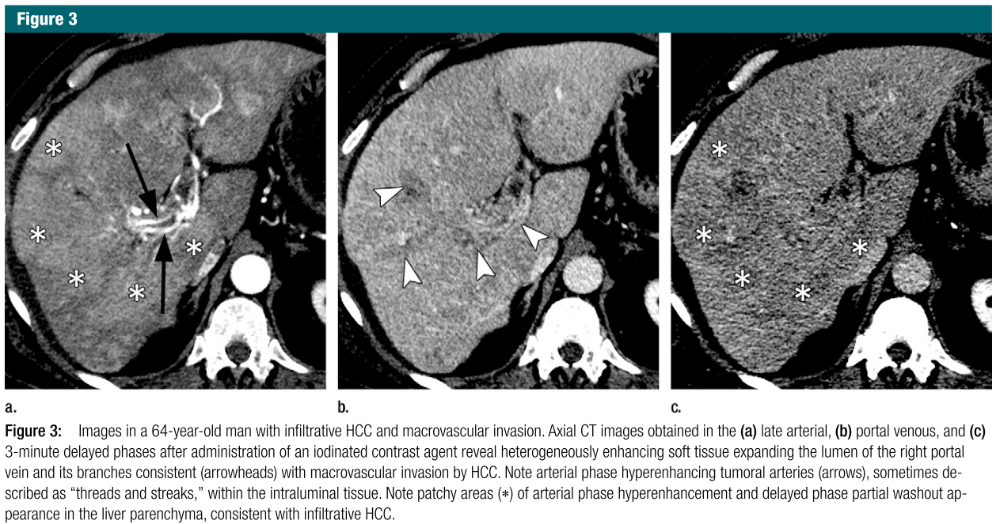 Figure 3
* * * * *
* * * * *
a. b. c.
Figure 3: Images in a 64-year-old man with infiltrative HCC and macrovascular invasion. Axial CT images obtained in the (a) late arterial, (b) portal venous, and (c)
3-minute delayed phases after administration of an iodinated contrast agent reveal heterogeneously enhancing soft tissue expanding the lumen of the right portal
vein and its branches consistent (arrowheads) with macrovascular invasion by HCC. Note arterial phase hyperenhancing tumoral arteries (arrows), sometimes de-
scribed as “threads and streaks,” within the intraluminal tissue. Note patchy areas (*) of arterial phase hyperenhancement and delayed phase partial washout ap-
pearance in the liver parenchyma, consistent with infiltrative HCC.